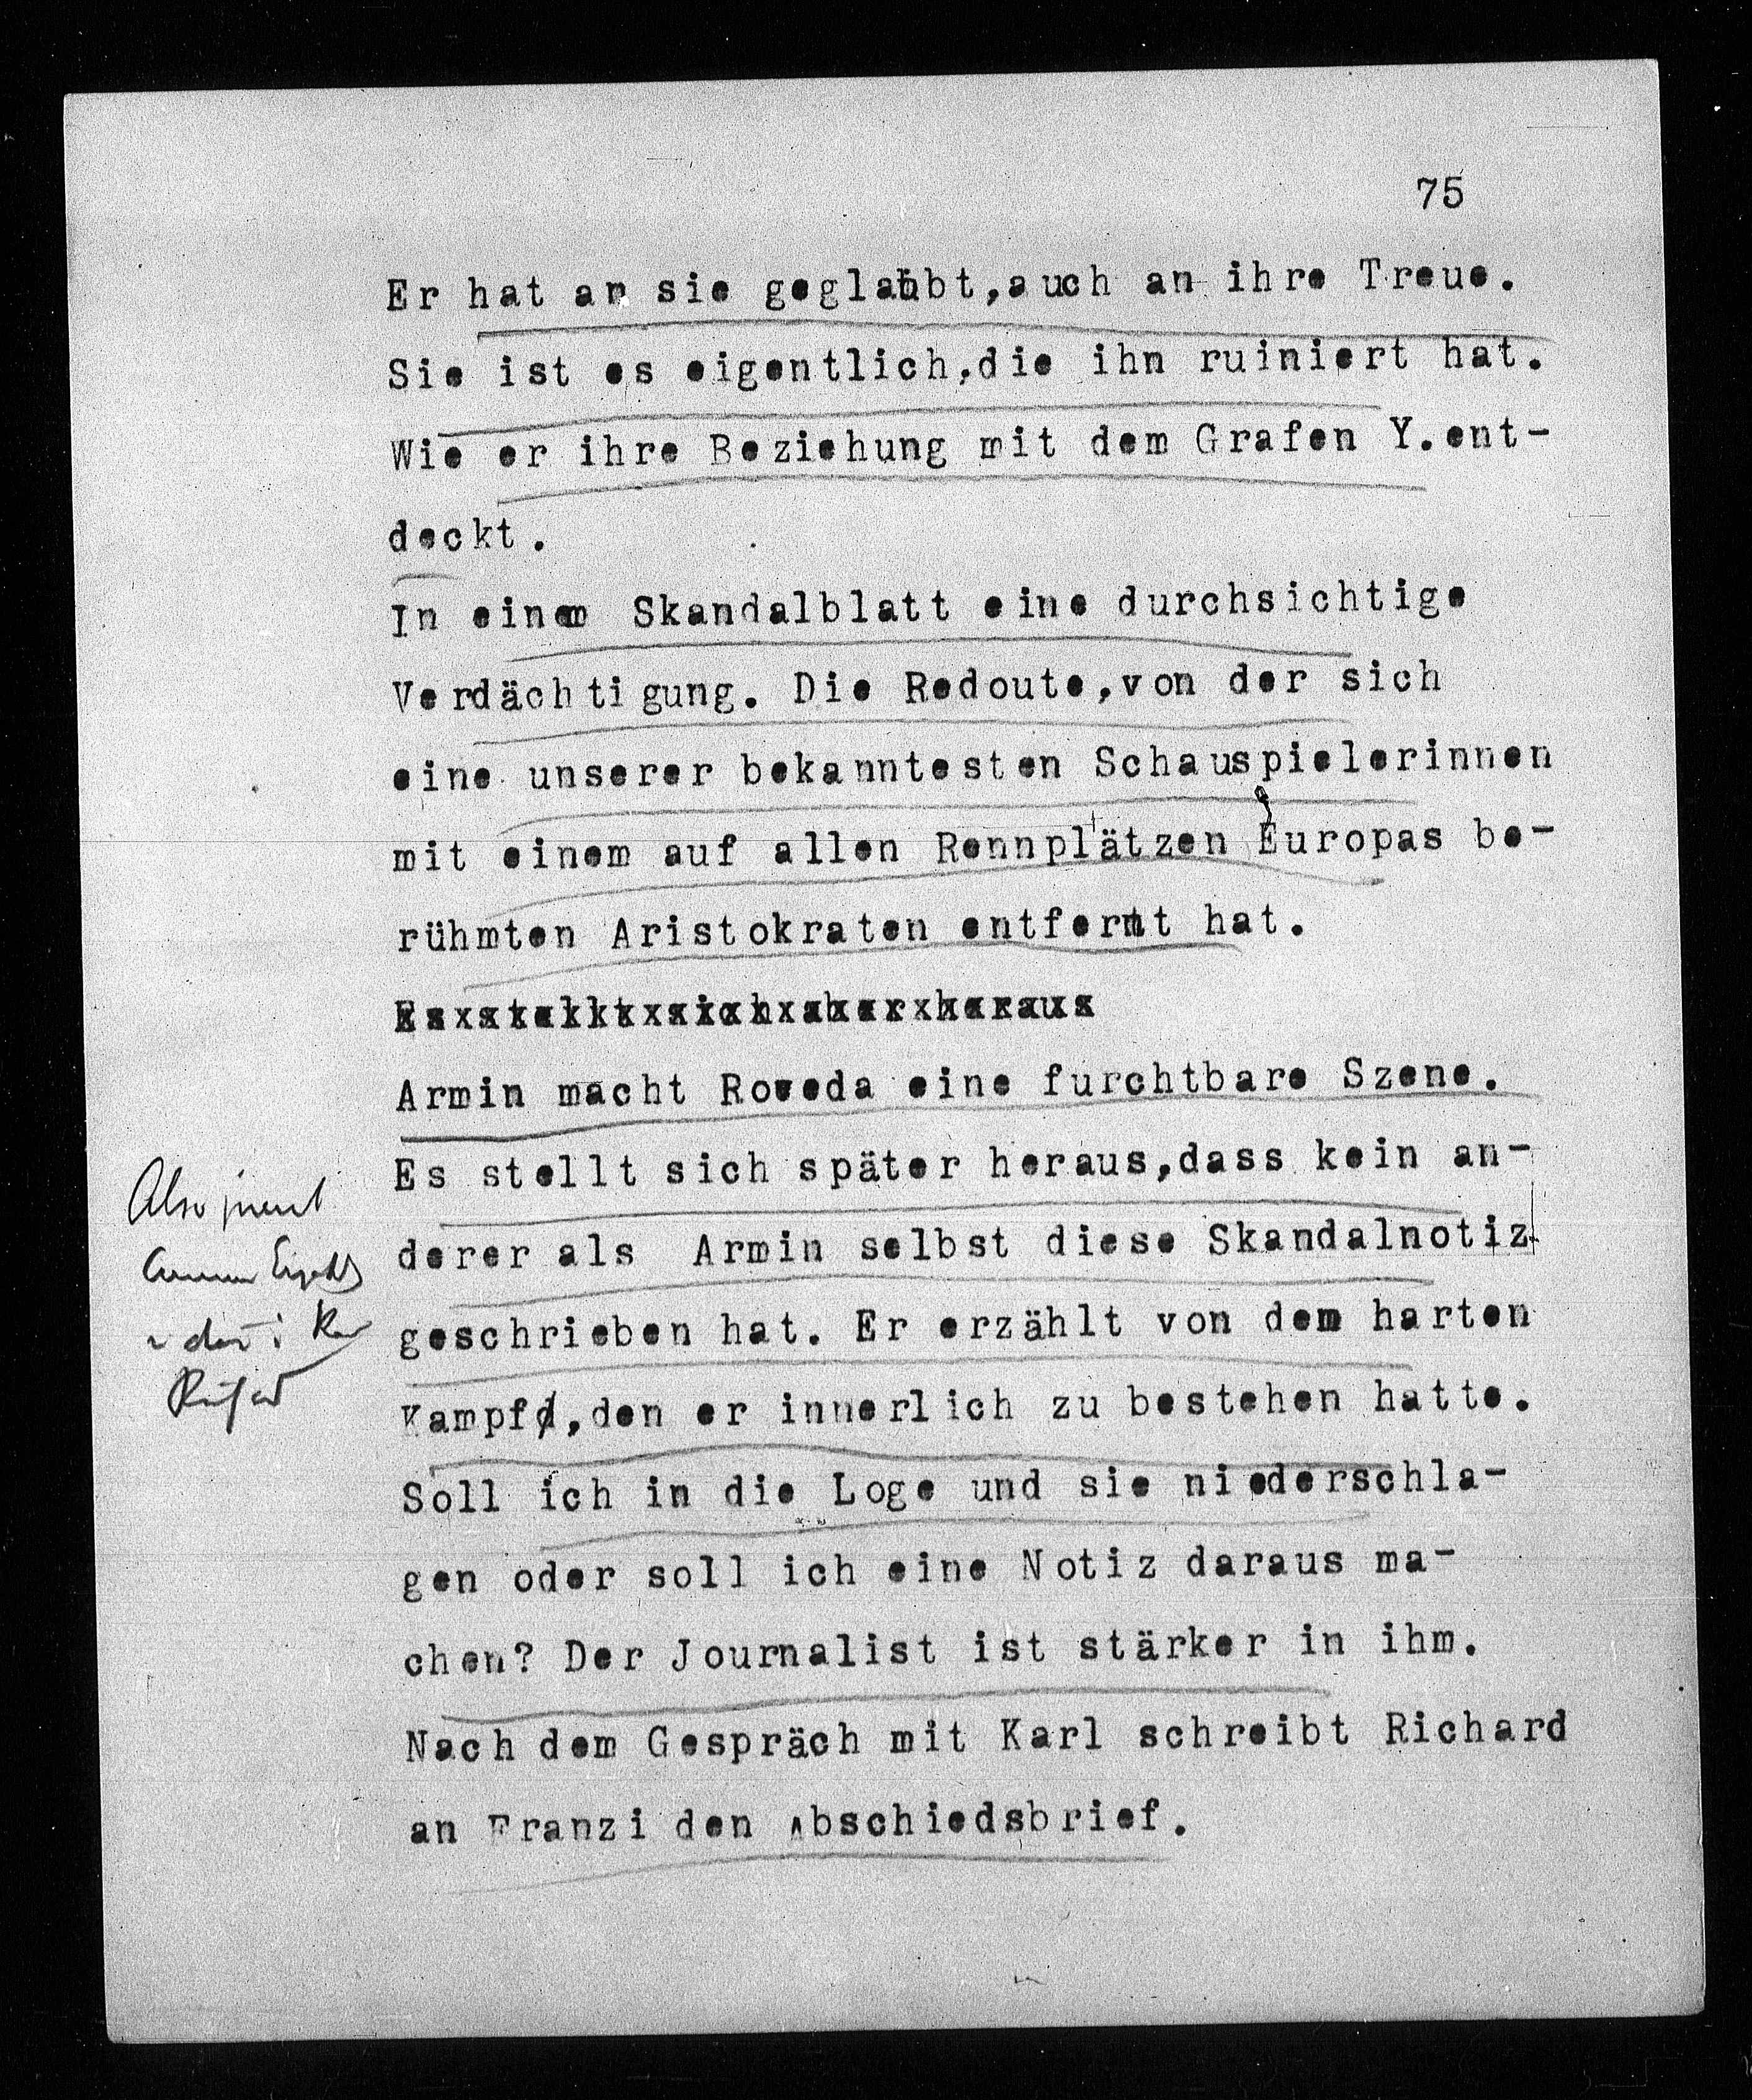 75
Er hat an sie geglaubt,auch an ihre Treue.
Sie ist es eigentlich,die ihn ruiniert hat.
Wie er ihre Beziehung mit dem Grafen Y.ent-
deckt.
In einem Skandalblatt eine durchsichtige
Verdächtigung. Die Redoute,von der sich
eine unserer bekanntesten Schauspielerinnen
mit einem auf allen Rennplätzen Europas be-
rühmten Aristokraten entfernt hat.
Es stellt sich aber heraus
Armin macht Roveda eine furchtbare Szene.
Es stellt sich später heraus,dass kein an-
Also
derer als Armin selbst diese Skandalnotiz
geschrieben hat. Er erzählt von dem harten
Kampf,den er innerlich zu bestehen hatte.
Soll ich in die Loge und sie niederschla-
gen oder soll ich eine Notiz daraus ma-
chen? Der Journalist ist stärker in ihm.
Nach dem Gespräch mit Karl schreibt Richard
an Franzi den Abschiedsbrief.